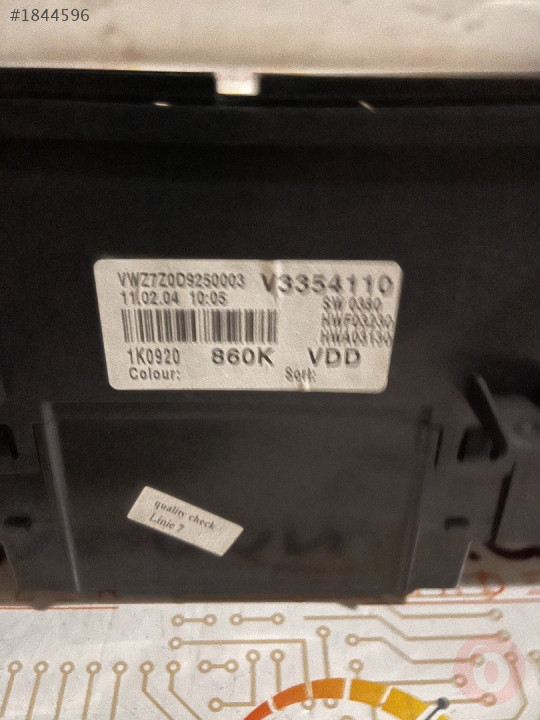 #1844596
VWZ7Z0D9250003 V3354110
11.02.04 10:05 SW 0330
HWF03230
HWA03130
1K0920 860K VDD
Colour: Sort:
quality check
Linie 7